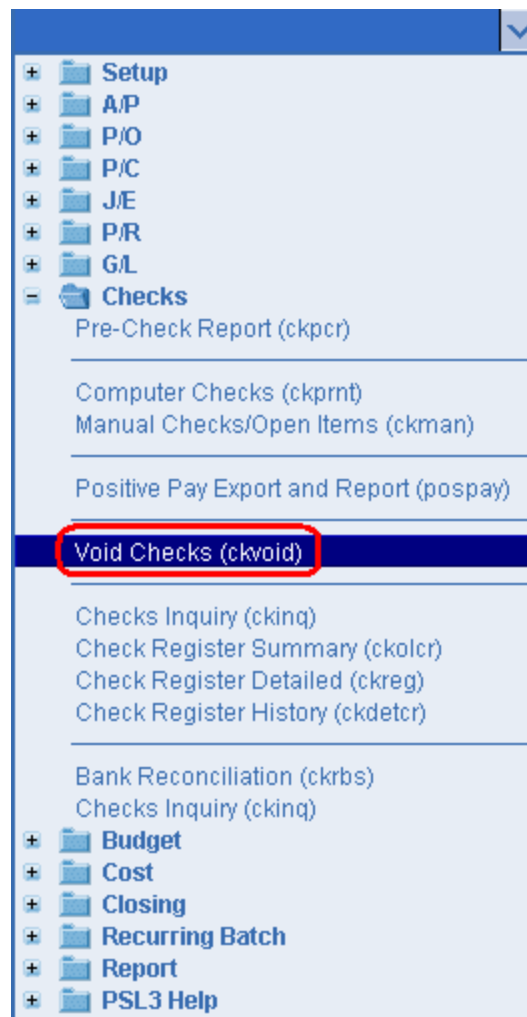 Setup
A/P
P/O
P/C
J/E
P/R
G/L
Checks
Pre-Check Report (ckpcr)
Computer Checks (ckprnt)
Manual Checks/Open Items (ckman)
Positive Pay Export and Report (pospay)
Void Checks (ckvoid)
Checks Inquiry (ckinq)
Check Register Summary (ckolcr)
Check Register Detailed (ckreg)
Check Register History (ckdetcr)
Bank Reconciliation (ckrbs)
Checks Inquiry (ckinq)
Budget
Cost
Closing
Recurring Batch
Report
PSL3 Help